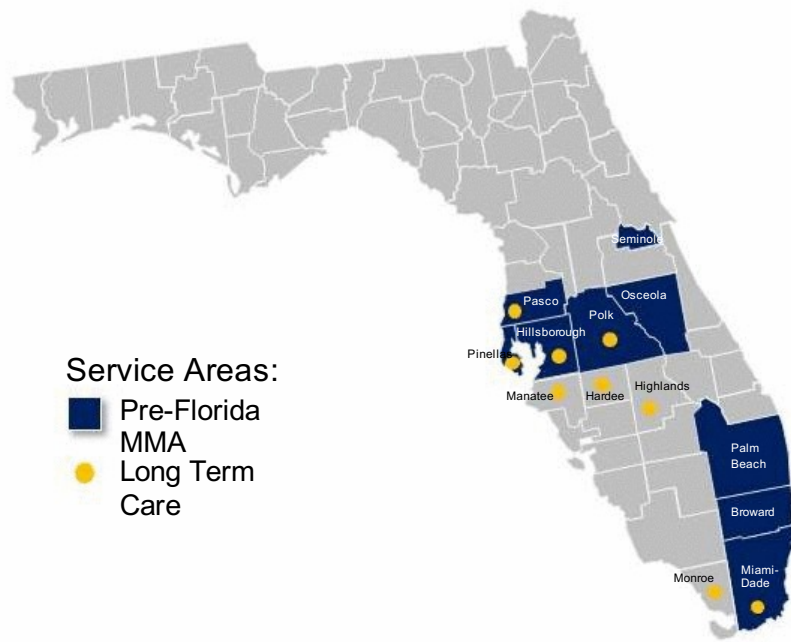 Seminole
Osceola
Pasco
Polk
Hillsborough
Pinellas
Manatee
Hardee
Highlands
Service Areas:
Pre-Florida
MMA
Long Term
Care
Palm
Beach
Broward
Monroe
Miami-
Dade